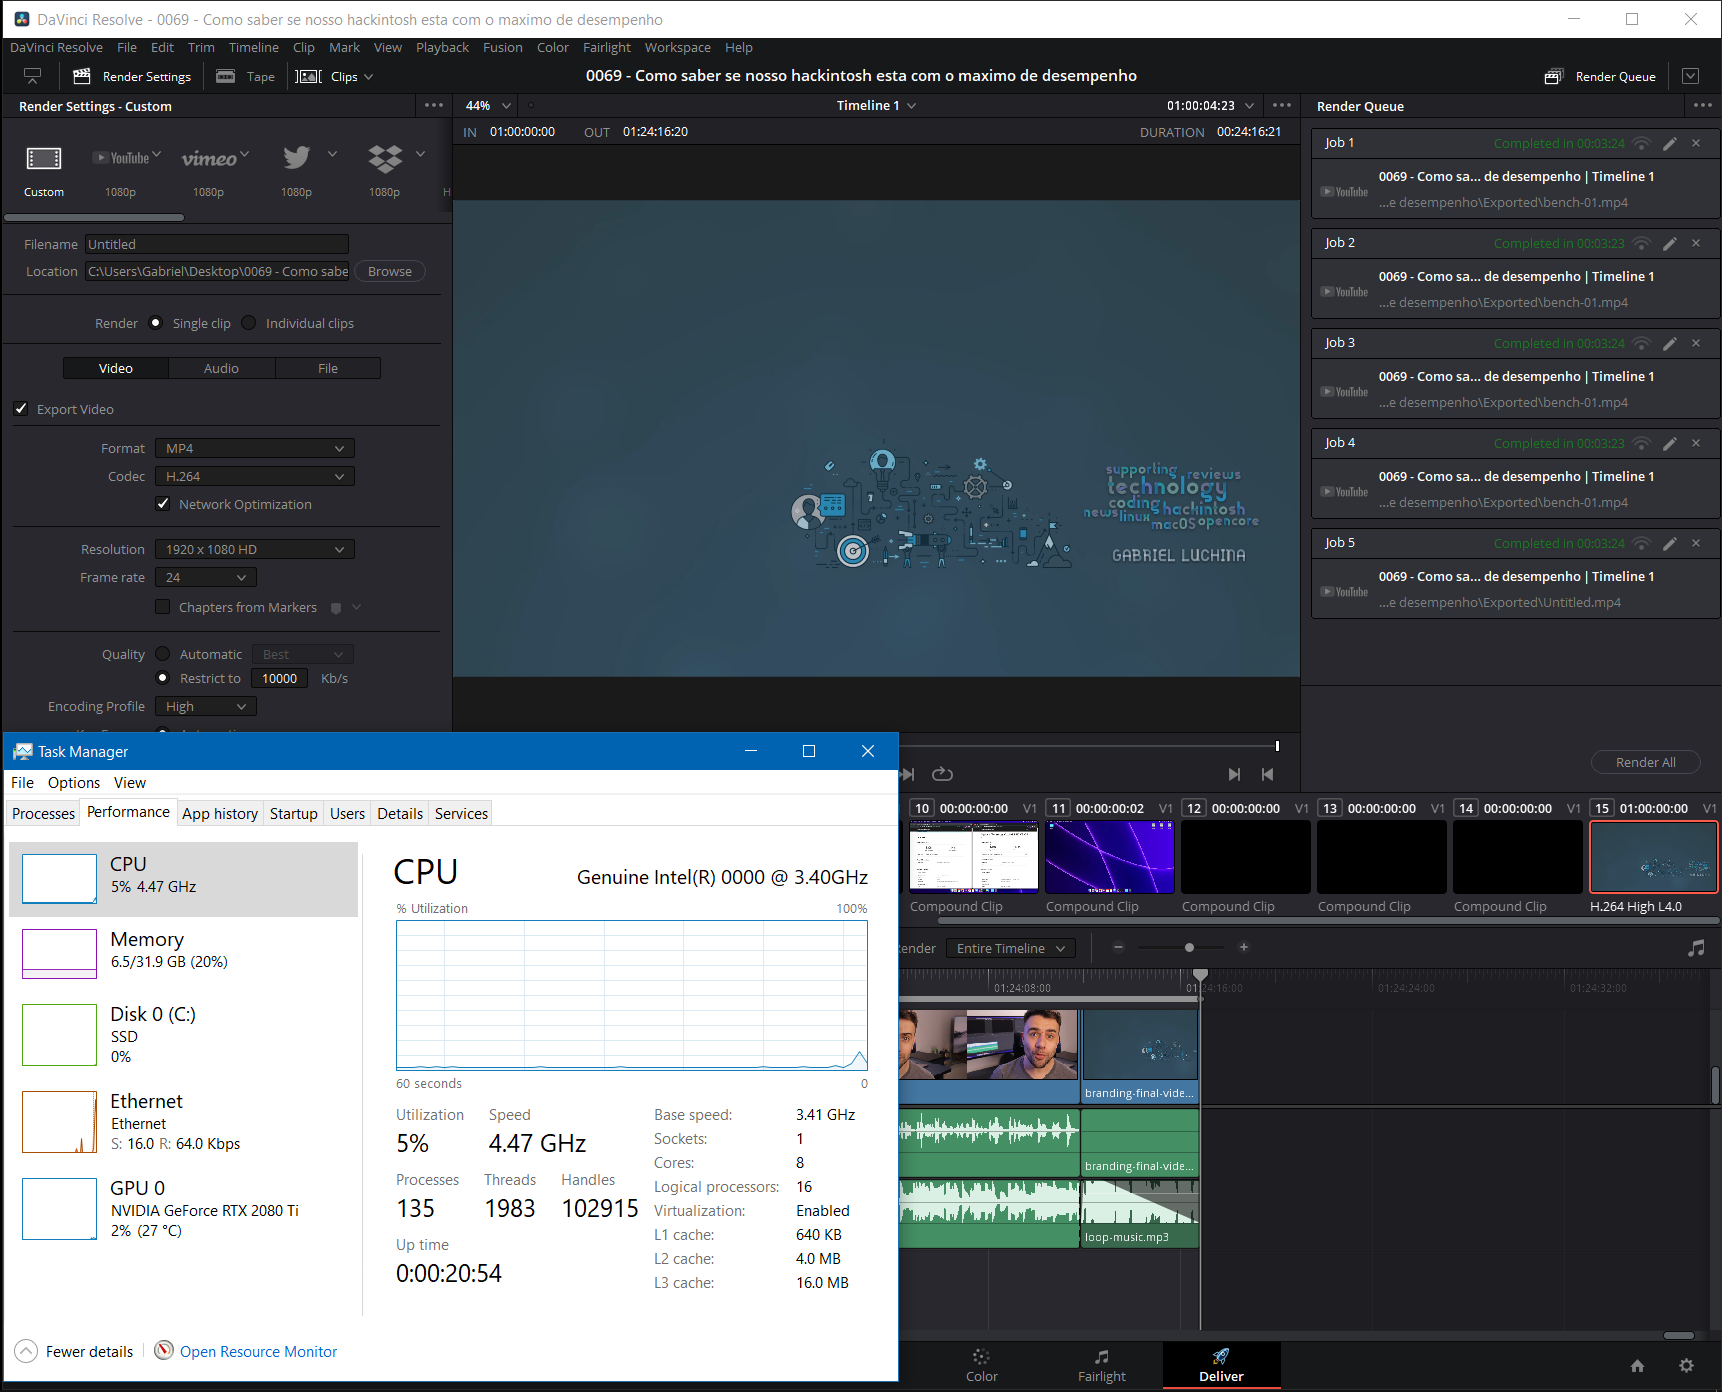 DaVinci Resolve - 0069 - Como saber se nosso hackintosh esta com o maximo de desempenho
DaVinci Resolve File Edit Trim Timeline Clip Mark View Playback Fusion Color Fairlight Workspace Help
Render Settings Tape Clips 0069 - Como saber se nosso hackintosh esta com o maximo de desempenho Render Queue
Render Settings - Custom
44% Timeline 1 01:00:04:23
IN 01:00:00:00 OUT 01:24:16:20 DURATION 00:24:16:21
YouTube vimeo
Custom 1080p 1080p 1080p 1080p H
Filename Untitled
Location C:\Users\Gabriel\Desktop\0069 - Como sabe Browse
Render Single clip Individual clips
Video Audio File
Export Video
Format MP4
Codec H.264
Network Optimization
Resolution 1920 x 1080 HD
Frame rate 24
Chapters from Markers
Quality Automatic Best
Restrict to 10000 Kb/s
Encoding Profile High
supporting reviews
technology
coding hackintosh
news linux macOS opencore
GABRIEL LUCHINA
Render Queue
Job 1 Completed in 00:03:24
0069 - Como sa... de desempenho | Timeline 1
YouTube ...e desempenho\Exported\bench-01.mp4
Job 2 Completed in 00:03:23
0069 - Como sa... de desempenho | Timeline 1
YouTube ...e desempenho\Exported\bench-01.mp4
Job 3 Completed in 00:03:24
0069 - Como sa... de desempenho | Timeline 1
YouTube ...e desempenho\Exported\bench-01.mp4
Job 4 Completed in 00:03:23
0069 - Como sa... de desempenho | Timeline 1
YouTube ...e desempenho\Exported\bench-01.mp4
Job 5 Completed in 00:03:24
0069 - Como sa... de desempenho | Timeline 1
YouTube ...e desempenho\Exported\Untitled.mp4
Render All
Task Manager
File Options View
Processes Performance App history Startup Users Details Services
CPU
5% 4.47 GHz
Memory
6.5/31.9 GB (20%)
Disk 0 (C:)
SSD
0%
Ethernet
Ethernet
S: 16.0 R: 64.0 Kbps
GPU 0
NVIDIA GeForce RTX 2080 Ti
2% (27 °C)
CPU Genuine Intel(R) 0000 @ 3.40GHz
% Utilization 100%
60 seconds 0
Utilization Speed
5% 4.47 GHz
Processes Threads Handles
135 1983 102915
Up time
0:00:20:54
Base speed: 3.41 GHz
Sockets: 1
Cores: 8
Logical processors: 16
Virtualization: Enabled
L1 cache: 640 KB
L2 cache: 4.0 MB
L3 cache: 16.0 MB
Fewer details Open Resource Monitor
10 00:00:00:00 V1 11 00:00:00:02 V1 12 00:00:00:00 V1 13 00:00:00:00 V1 14 00:00:00:00 V1 15 01:00:00:00 V1
Compound Clip Compound Clip Compound Clip Compound Clip Compound Clip H.264 High L4.0
ender Entire Timeline
01:24:08:00 01:24:16:00 01:24:24:00 01:24:32:00
branding-final-vide...
branding-final-vide...
loop-music.mp3
Color Fairlight Deliver